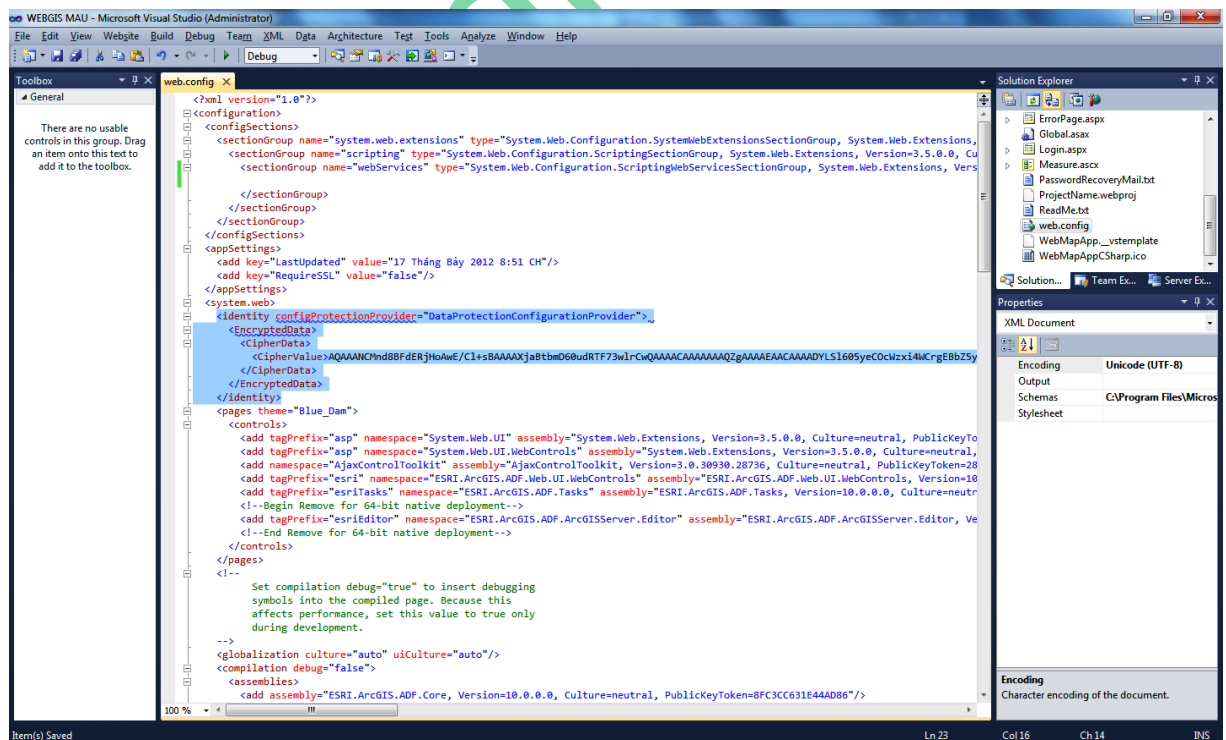 WEBGIS MAU - Microsoft Visual Studio (Administrator)
File Edit View Website Build Debug Team XML Data Architecture Test Tools Analyze Window Help
Debug
Toolbox
General
There are no usable
controls in this group. Drag
an item onto this text to
add it to the toolbox.
web.config
<?xml version="1.0"?>
<configuration>
<configSections>
<sectionGroup name="system.web.extensions" type="System.Web.Configuration.SystemWebExtensionsSectionGroup, System.Web.Extensions,
<sectionGroup name="scripting" type="System.Web.Configuration.ScriptingSectionGroup, System.Web.Extensions, Version=3.5.0.0, Cu
<sectionGroup name="webServices" type="System.Web.Configuration.ScriptingWebServicesSectionGroup, System.Web.Extensions, Vers
</sectionGroup>
</sectionGroup>
</sectionGroup>
</configSections>
<appSettings>
<add key="LastUpdated" value="17 Tháng Bảy 2012 8:51 CH"/>
<add key="RequireSSL" value="false"/>
</appSettings>
<system.web>
<identity configProtectionProvider="DataProtectionConfigurationProvider">
<EncryptedData>
<CipherData>
</CipherData>
</EncryptedData>
</identity>
<pages theme="Blue_Dam">
<controls>
<add tagPrefix="asp" namespace="System.Web.UI" assembly="System.Web.Extensions, Version=3.5.0.0, Culture=neutral, PublicKeyTo
<add tagPrefix="asp" namespace="System.Web.UI.WebControls" assembly="System.Web.Extensions, Version=3.5.0.0, Culture=neutral,
<add namespace="AjaxControlToolkit" assembly="AjaxControlToolkit, Version=3.0.30930.28736, Culture=neutral, PublicKeyToken=28
<add tagPrefix="esri" namespace="ESRI.ArcGIS.ADF.Web.UI.WebControls" assembly="ESRI.ArcGIS.ADF.Web.UI.WebControls, Version=10
<add tagPrefix="esriTasks" namespace="ESRI.ArcGIS.ADF.Tasks" assembly="ESRI.ArcGIS.ADF.Tasks, Version=10.0.0.0, Culture=neutr
<!--Begin Remove for 64-bit native deployment-->
<add tagPrefix="esriEditor" namespace="ESRI.ArcGIS.ADF.ArcGISServer.Editor" assembly="ESRI.ArcGIS.ADF.ArcGISServer.Editor, Ve
<!--End Remove for 64-bit native deployment-->
</controls>
</pages>
<!--
Set compilation debug="true" to insert debugging
symbols into the compiled page. Because this
affects performance, set this value to true only
during development.
-->
<globalization culture="auto" uiCulture="auto"/>
<compilation debug="false">
<assemblies>
<add assembly="ESRI.ArcGIS.ADF.Core, Version=10.0.0.0, Culture=neutral, PublicKeyToken=8FC3CC631E44AD86"/>
100 %
Solution Explorer
ErrorPage.aspx
Global.asax
Login.aspx
Measure.ascx
PasswordRecoveryMail.txt
ProjectName.webproj
ReadMe.txt
web.config
WebMapApp.__vstemplate
WebMapAppCSharp.ico
Solution... Team Ex... Server Ex...
Properties
XML Document
Encoding Unicode (UTF-8)
Output
Schemas C:\Program Files\Micros
Stylesheet
Encoding
Character encoding of the document.
Item(s) Saved Ln 23 Col 16 Ch 14 INS